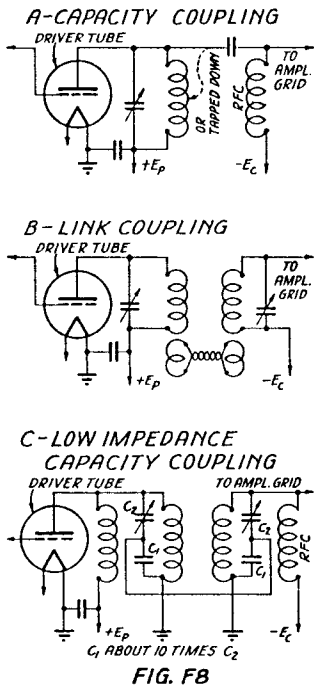 A-CAPACITY COUPLING
DRIVER TUBE
TO
AMPL.
GRID
OR
TAPPED DOWN
RFC
+Ep
-Ec
B-LINK COUPLING
DRIVER TUBE
TO
AMPL.
GRID
+Ep
-Ec
C-LOW IMPEDANCE
CAPACITY COUPLING
DRIVER TUBE
TO AMPL. GRID
C2
C2
C1
C1
RFC
+Ep
-Ec
C1 ABOUT 10 TIMES C2
FIG. F8